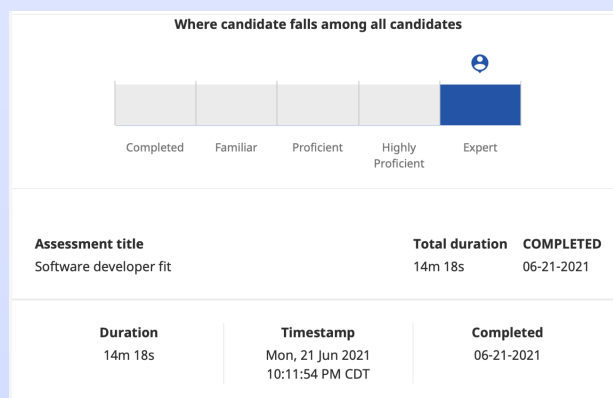 Where candidate falls among all candidates
Completed Familiar Proficient Highly Proficient Expert
Assessment title Total duration COMPLETED
Software developer fit 14m 18s 06-21-2021
Duration Timestamp Completed
14m 18s Mon, 21 Jun 2021 06-21-2021
10:11:54 PM CDT